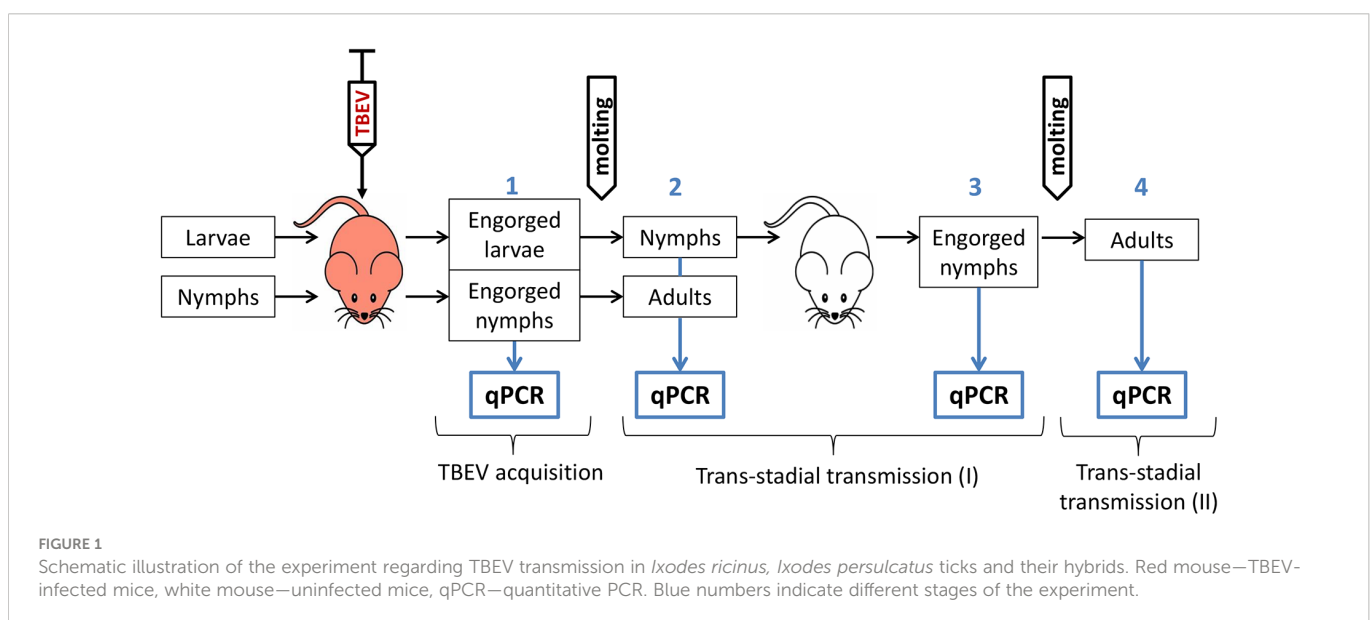 TBEV
molting
molting
1
2
3
4
Larvae
Nymphs
Engorged
larvae
Engorged
nymphs
Nymphs
Adults
Engorged
nymphs
Adults
qPCR
qPCR
qPCR
qPCR
TBEV acquisition
Trans-stadial transmission (I)
Trans-stadial
transmission (II)
FIGURE 1
Schematic illustration of the experiment regarding TBEV transmission in Ixodes ricinus, Ixodes persulcatus ticks and their hybrids. Red mouse—TBEV-
infected mice, white mouse—uninfected mice, qPCR—quantitative PCR. Blue numbers indicate different stages of the experiment.